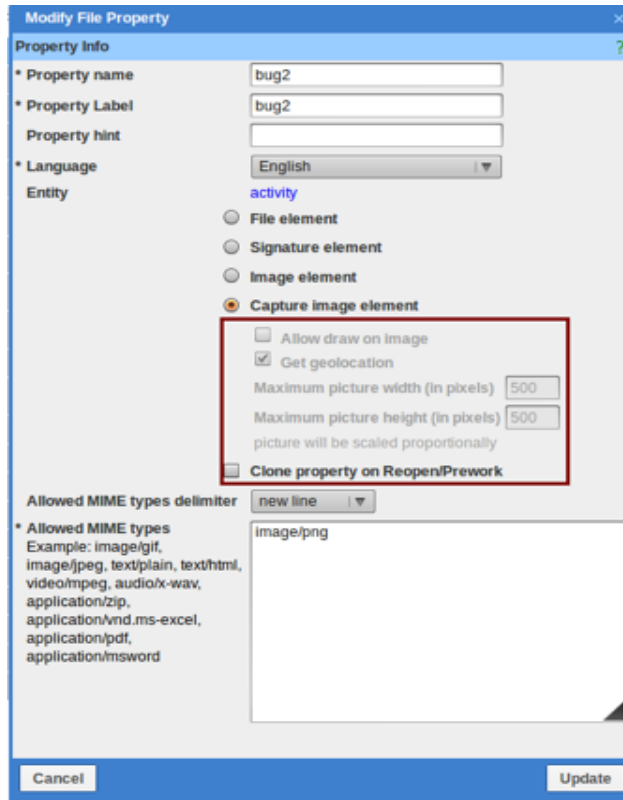 Modify File Property ×
Property Info ?
* Property name bug2
* Property Label bug2
Property hint
* Language English
Entity activity
File element
Signature element
Image element
Capture image element
Allow draw on image
Get geolocation
Maximum picture width (in pixels) 500
Maximum picture height (in pixels) 500
picture will be scaled proportionally
Clone property on Reopen/Prework
Allowed MIME types delimiter new line
* Allowed MIME types image/png
Example: image/gif,
image/jpeg, text/plain, text/html,
video/mpeg, audio/x-wav,
application/zip,
application/vnd.ms-excel,
application/pdf,
application/msword
Cancel Update